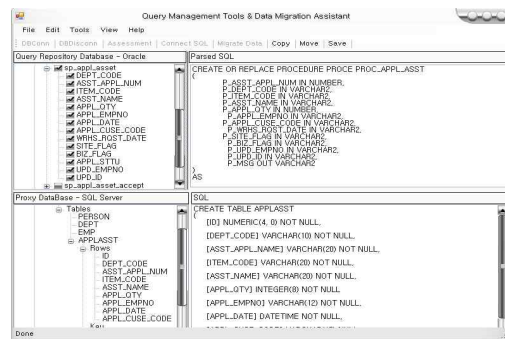 Query Management Tools & Data Migration Assistant
File Edit Tools View Help
DBConn | DBDisconn | Assessment | Connect SQL | Migrate Data | Copy | Move | Save |
Query Repository Database - Oracle
sp_appl_asset
DEPT_CODE
ASST_APPL_NUM
ITEM_CODE
ASST_NAME
APPL_QTY
APPL_EMPNO
APPL_DATE
APPL_CUSE_CODE
WRHS_RQST_DATE
SITE_FLAG
BIZ_FLAG
APPL_STTU
UPD_EMPNO
UPD_ID
sp_appl_asset_accept
Parsed SQL
CREATE OR REPLACE PROCEDURE PROCE PROC_APPL_ASST
(
P_ASST_APPL_NUM IN NUMBER,
P_DEPT_CODE IN VARCHAR2,
P_ITEM_CODE IN VARCHAR2,
P_ASST_NAME IN VARCHAR2,
P_APPL_QTY IN NUMBER,
P_APPL_EMPNO IN VARCHAR2,
P_APPL_CUSE_CODE IN VARCHAR2,
P_WRHS_RQST_DATE IN VARCHAR2,
P_SITE_FLAG IN VARCHAR2,
P_BIZ_FLAG IN VARCHAR2,
P_UPD_EMPNO IN VARCHAR2,
P_UPD_ID IN VARCHAR2,
P_MSG OUT VARCHAR2
)
AS
Proxy DataBase - SQL Server
Tables
PERSON
DEPT
EMP
APPLASST
Rows
ID
DEPT_CODE
ASST_APPL_NUM
ITEM_CODE
ASST_NAME
APPL_QTY
APPL_EMPNO
APPL_DATE
APPL_CUSE_CODE
Key
SQL
CREATE TABLE APPLASST
(
[ID] NUMERIC(4, 0) NOT NULL,
[DEPT_CODE] VARCHAR(10) NOT NULL,
[ASST_APPL_NAME] VARCHAR(20) NOT NULL,
[ITEM_CODE] VARCHAR(20) NOT NULL,
[ASST_NAME] VARCHAR(20) NOT NULL,
[APPL_QTY] INTEGER(8) NOT NULL,
[APPL_EMPNO] VARCHAR(12) NOT NULL,
[APPL_DATE] DATETIME NOT NULL,
Done